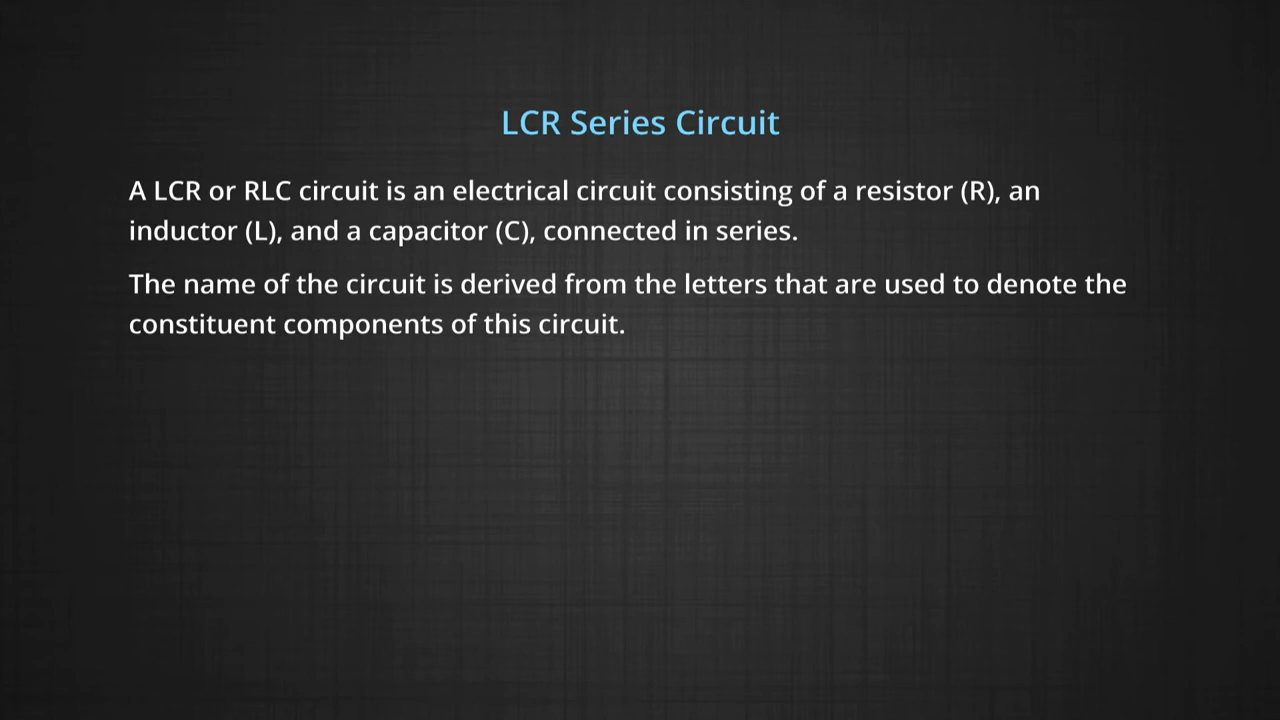 LCR Series Circuit
A LCR or RLC circuit is an electrical circuit consisting of a resistor (R), an
inductor (L), and a capacitor (C), connected in series.
The name of the circuit is derived from the letters that are used to denote the
constituent components of this circuit.